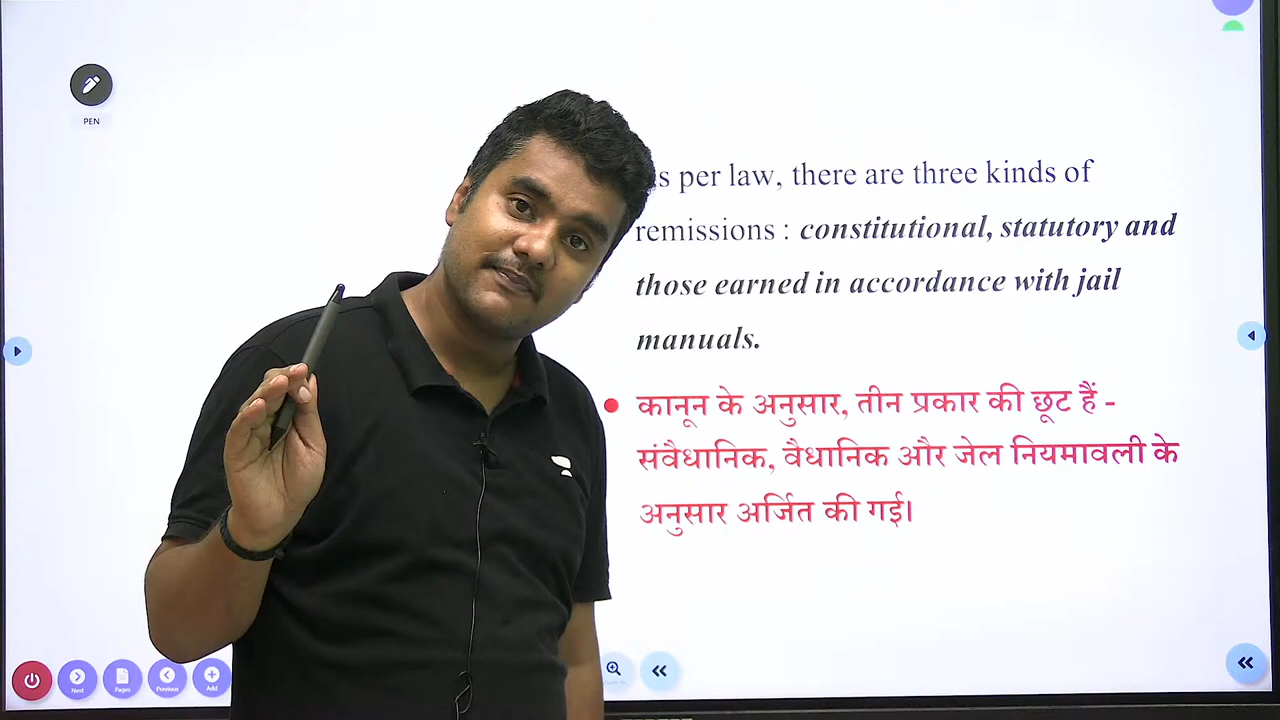 PEN
s per law, there are three kinds of
remissions : constitutional, statutory and
those earned in accordance with jail
manuals.
• कानून के अनुसार, तीन प्रकार की छूट हैं -
संवैधानिक, वैधानिक और जेल नियमावली के
अनुसार अर्जित की गई।
Next Pages Previous Add